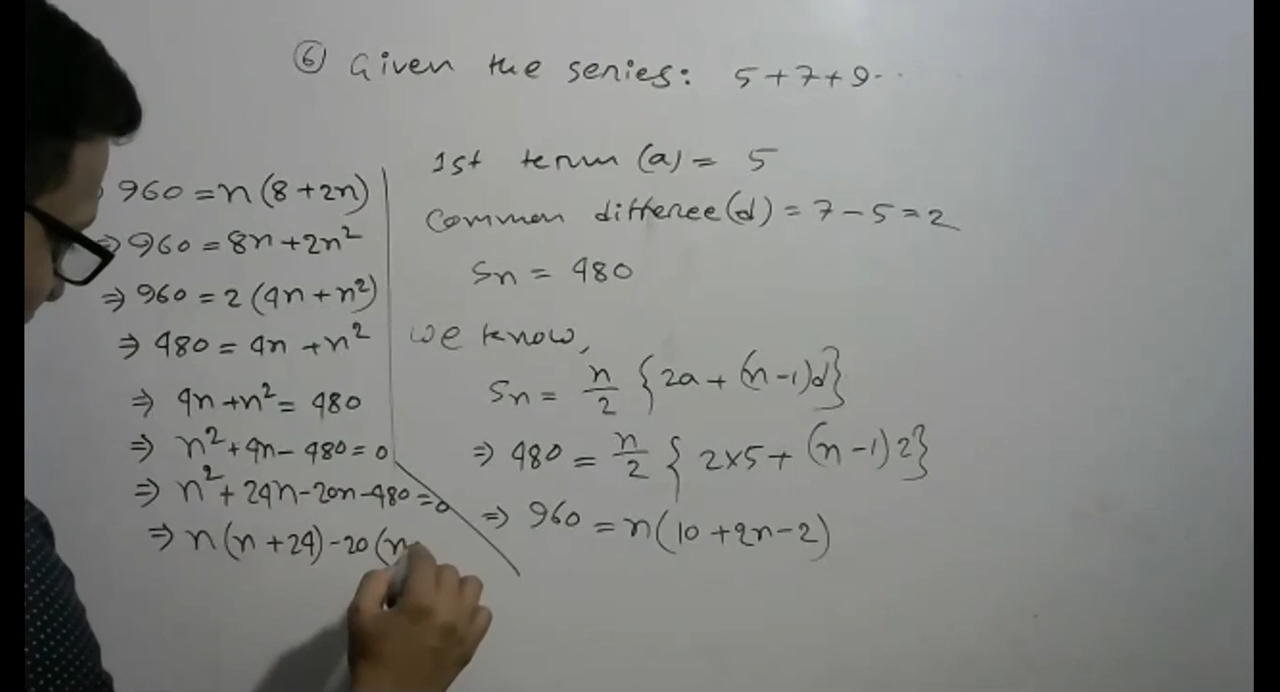 ⑥ Given the series: 5+7+9..
1st term (a) = 5
Common differee (d) = 7-5=2
Sn = 480
we know,
Sn = n/2 {2a+(n-1)d}
⇒ 480 = n/2 {2×5+(n-1)2}
⇒ 960 = n(10+2n-2)
960 = n(8+2n)
⇒ 960 = 8n+2n²
⇒ 960 = 2(4n+n²)
⇒ 480 = 4n+n²
⇒ 4n+n² = 480
⇒ n²+4n-480=0
⇒ n²+24n-20n-480=0
⇒ n(n+24)-20(n